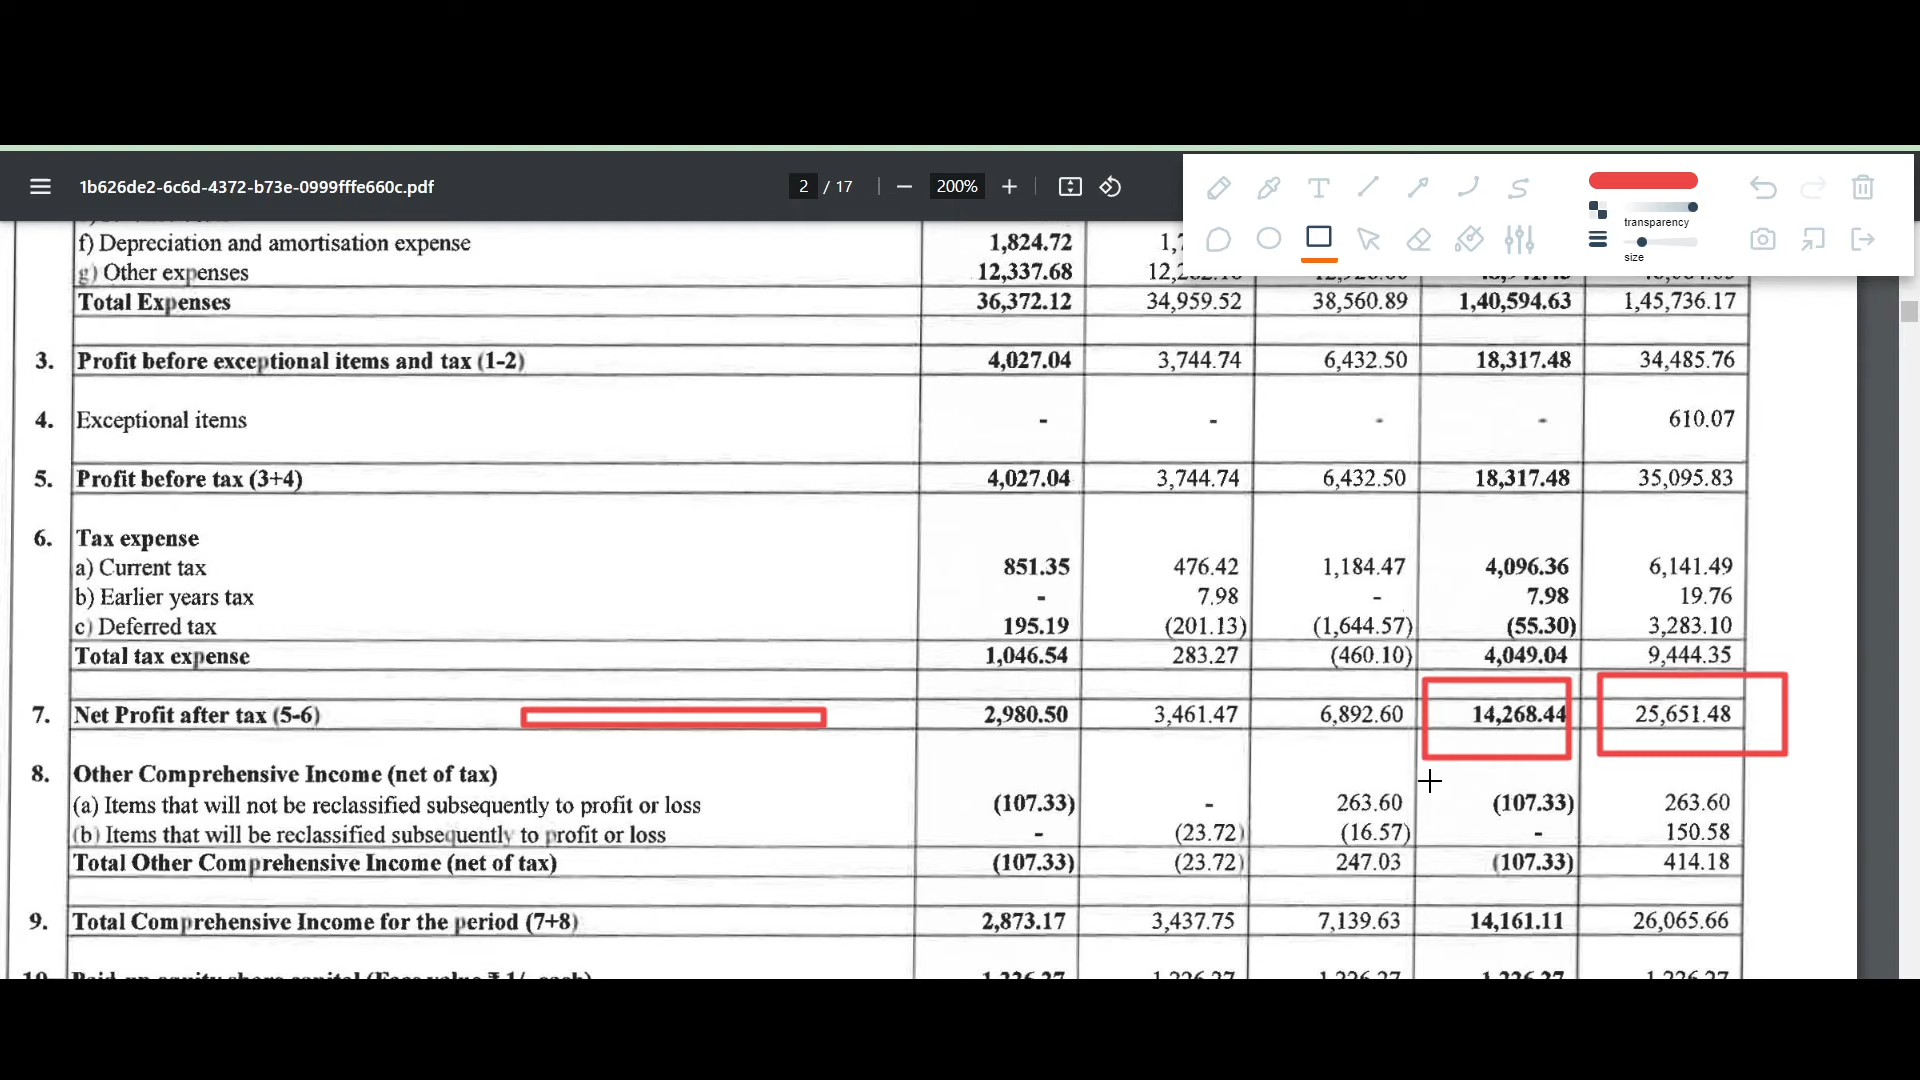 1b626de2-6c6d-4372-b73e-0999fffe660c.pdf 2 / 17 200%
transparency
size
f) Depreciation and amortisation expense 1,824.72
g) Other expenses 12,337.68
Total Expenses 36,372.12 34,959.52 38,560.89 1,40,594.63 1,45,736.17
3. Profit before exceptional items and tax (1-2) 4,027.04 3,744.74 6,432.50 18,317.48 34,485.76
4. Exceptional items - - - - 610.07
5. Profit before tax (3+4) 4,027.04 3,744.74 6,432.50 18,317.48 35,095.83
6. Tax expense
a) Current tax 851.35 476.42 1,184.47 4,096.36 6,141.49
b) Earlier years tax - 7.98 - 7.98 19.76
c) Deferred tax 195.19 (201.13) (1,644.57) (55.30) 3,283.10
Total tax expense 1,046.54 283.27 (460.10) 4,049.04 9,444.35
7. Net Profit after tax (5-6) 2,980.50 3,461.47 6,892.60 14,268.44 25,651.48
8. Other Comprehensive Income (net of tax)
(a) Items that will not be reclassified subsequently to profit or loss (107.33) - 263.60 (107.33) 263.60
(b) Items that will be reclassified subsequently to profit or loss - (23.72) (16.57) - 150.58
Total Other Comprehensive Income (net of tax) (107.33) (23.72) 247.03 (107.33) 414.18
9. Total Comprehensive Income for the period (7+8) 2,873.17 3,437.75 7,139.63 14,161.11 26,065.66